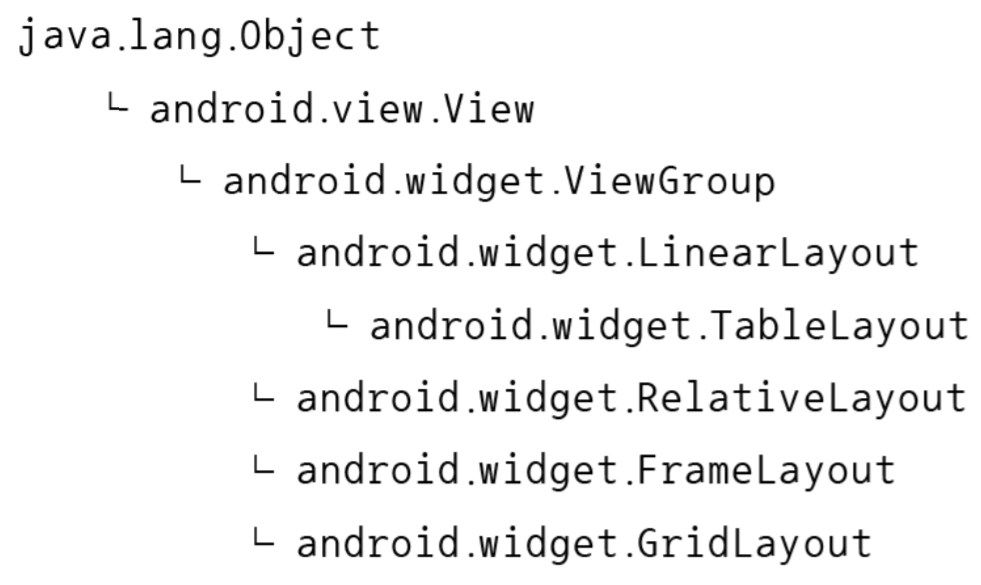 java.lang.Object
└ android.view.View
└ android.widget.ViewGroup
└ android.widget.LinearLayout
└ android.widget.TableLayout
└ android.widget.RelativeLayout
└ android.widget.FrameLayout
└ android.widget.GridLayout